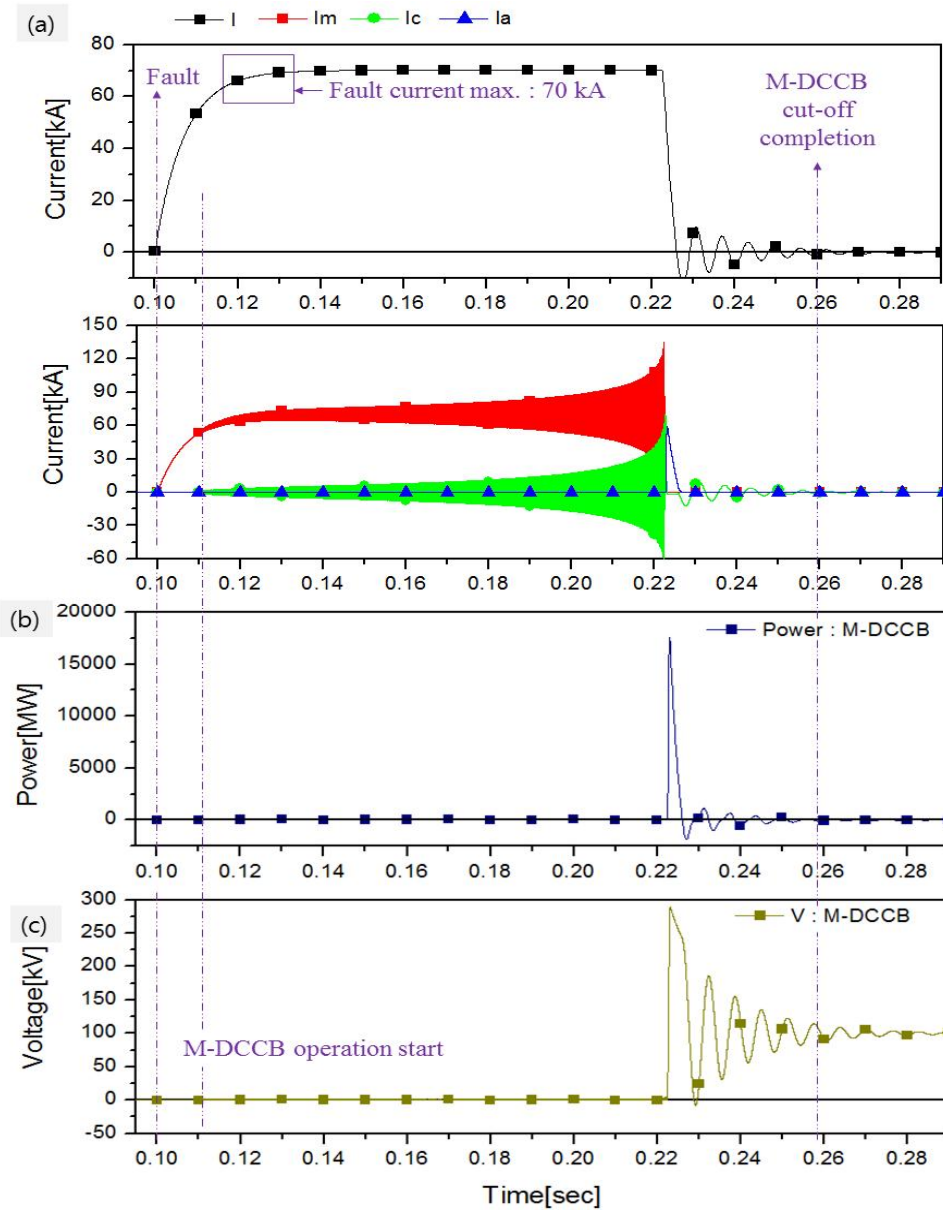 I Im Ic Ia
(a)
80
60
40
20
0
Current[kA]
Fault
Fault current max. : 70 kA
M-DCCB
cut-off
completion
0.10 0.12 0.14 0.16 0.18 0.20 0.22 0.24 0.26 0.28
150
120
90
60
30
0
-30
-60
Current[kA]
0.10 0.12 0.14 0.16 0.18 0.20 0.22 0.24 0.26 0.28
(b)
20000
15000
10000
5000
0
Power[MW]
Power : M-DCCB
0.10 0.12 0.14 0.16 0.18 0.20 0.22 0.24 0.26 0.28
(c)
300
250
200
150
100
50
0
-50
Voltage[kV]
V : M-DCCB
M-DCCB operation start
0.10 0.12 0.14 0.16 0.18 0.20 0.22 0.24 0.26 0.28
Time[sec]